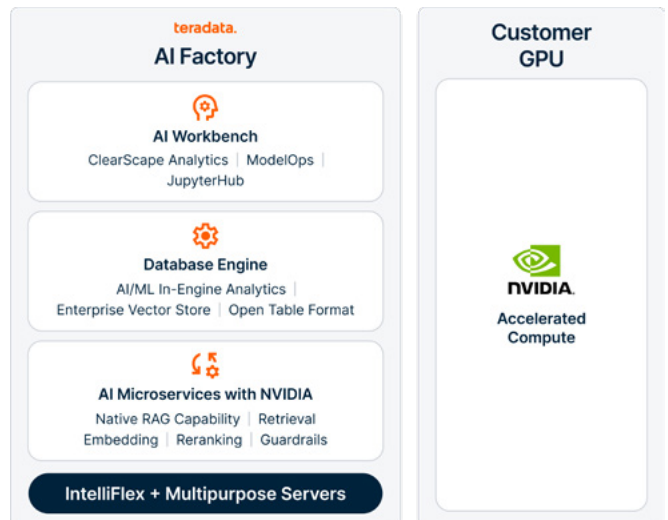 teradata.
AI Factory
AI Workbench
ClearScape Analytics | ModelOps |
JupyterHub
Database Engine
AI/ML In-Engine Analytics |
Enterprise Vector Store | Open Table Format
AI Microservices with NVIDIA
Native RAG Capability | Retrieval
Embedding | Reranking | Guardrails
IntelliFlex + Multipurpose Servers
Customer
GPU
NVIDIA.
Accelerated
Compute